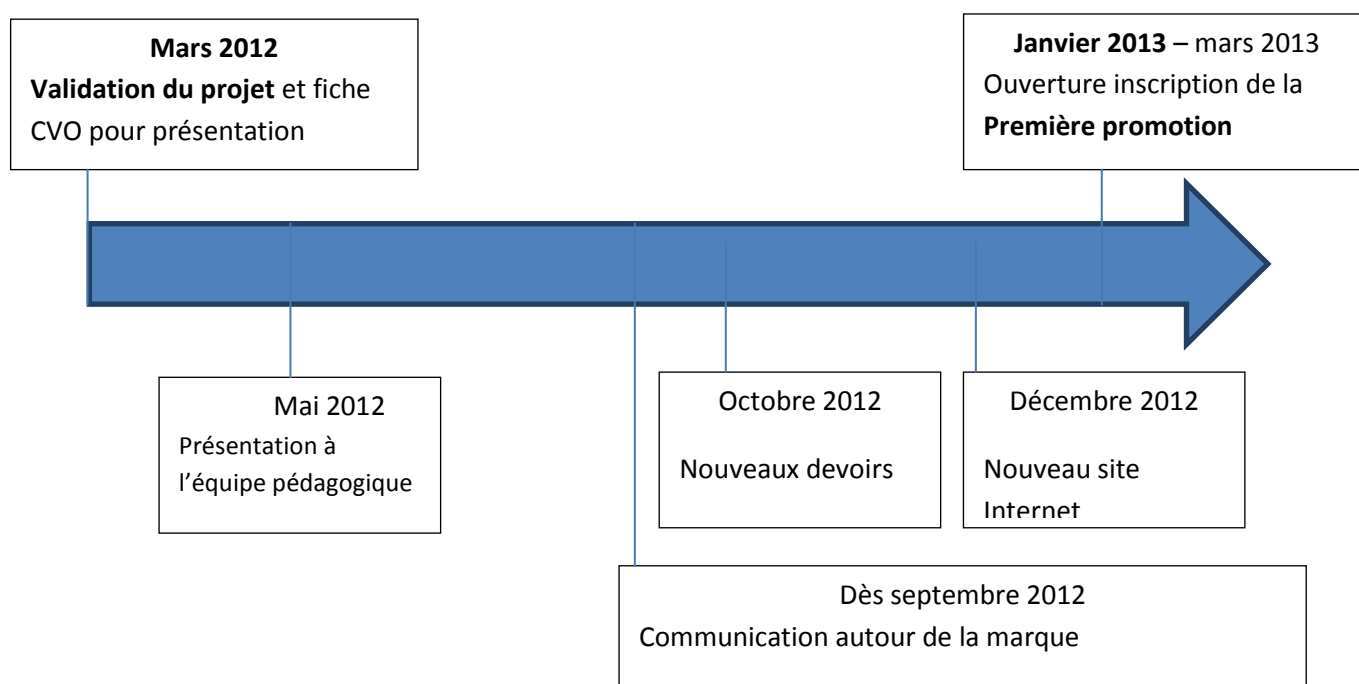 Mars 2012
Validation du projet et fiche
CVO pour présentation
Janvier 2013 – mars 2013
Ouverture inscription de la
Première promotion
Mai 2012
Présentation à
l’équipe pédagogique
Octobre 2012
Nouveaux devoirs
Décembre 2012
Nouveau site
Internet
Dès septembre 2012
Communication autour de la marque